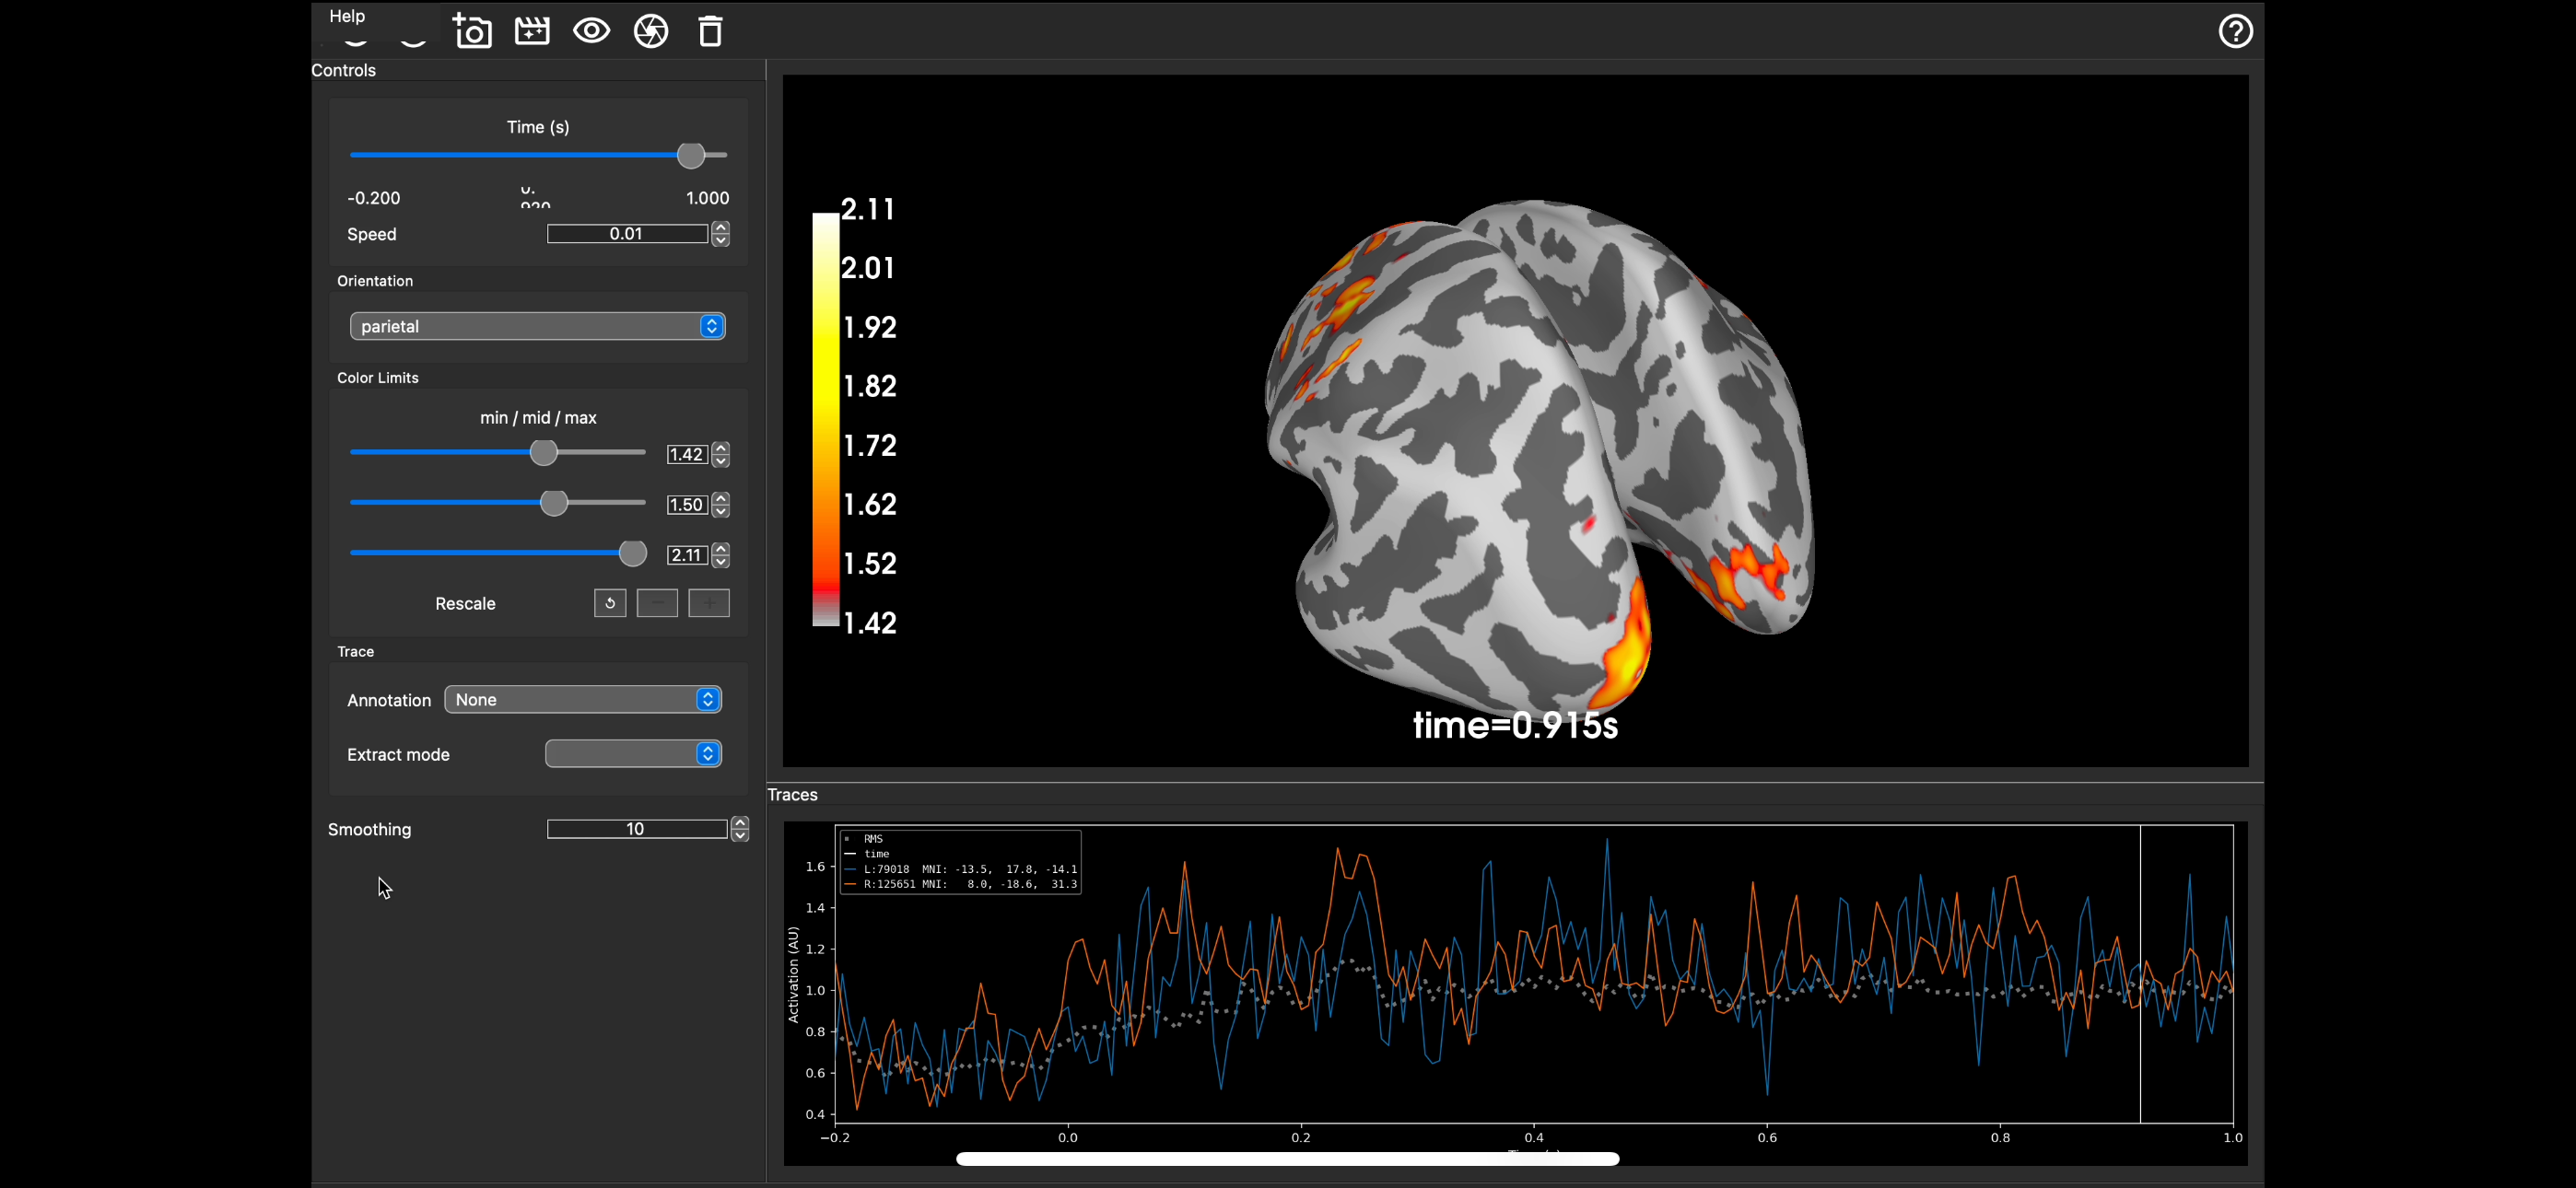 Help
Controls
Time (s)
-0.200
1.000
Speed 0.01
Orientation
parietal
Color Limits
min / mid / max
1.42
1.50
2.11
Rescale
Trace
Annotation None
Extract mode
Smoothing 10
2.11
2.01
1.92
1.82
1.72
1.62
1.52
1.42
time=0.915s
Traces
RMS
time
L:79018 MNI: -13.5, 17.8, -14.1
R:125651 MNI: 8.0, -18.6, 31.3
Activation (AU)
1.6
1.4
1.2
1.0
0.8
0.6
0.4
−0.2 0.0 0.2 0.4 0.6 0.8 1.0